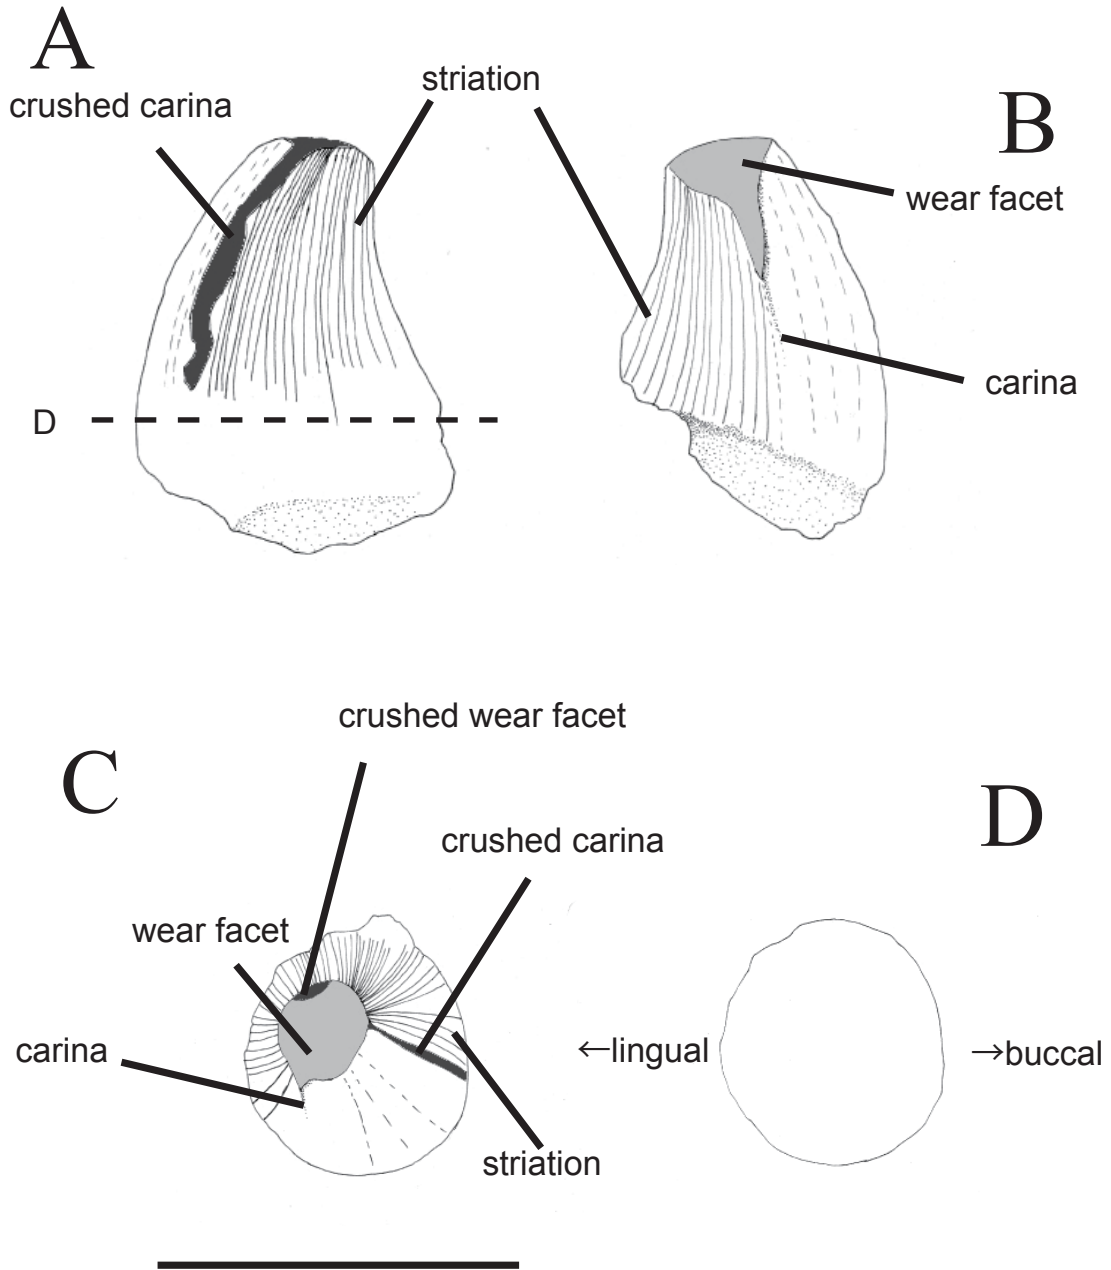 A
crushed carina
striation
B
wear facet
carina
D
crushed wear facet
C
crushed carina
D
wear facet
carina
←lingual
→buccal
striation